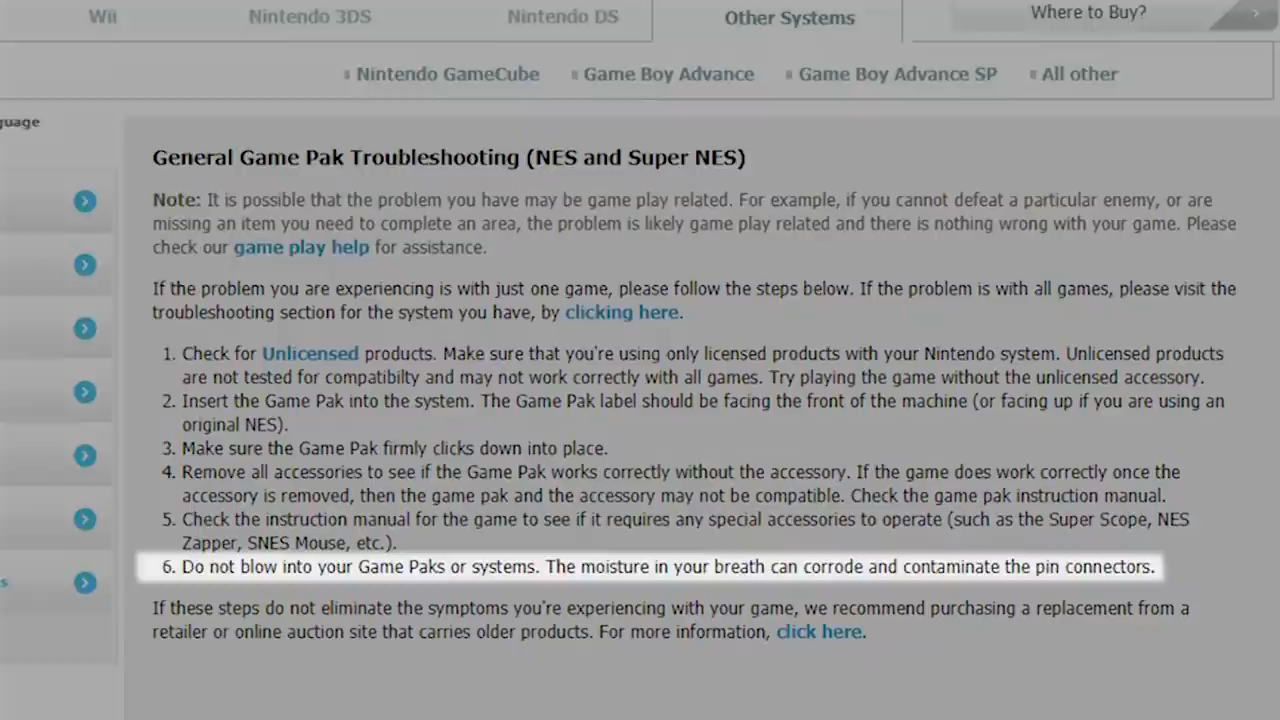 Wii
Nintendo 3DS
Nintendo DS
Other Systems
Where to Buy?
Nintendo GameCube
Game Boy Advance
Game Boy Advance SP
All other
guage
General Game Pak Troubleshooting (NES and Super NES)
Note: It is possible that the problem you have may be game play related. For example, if you cannot defeat a particular enemy, or are
missing an item you need to complete an area, the problem is likely game play related and there is nothing wrong with your game. Please
check our game play help for assistance.
If the problem you are experiencing is with just one game, please follow the steps below. If the problem is with all games, please visit the
troubleshooting section for the system you have, by clicking here.
1. Check for Unlicensed products. Make sure that you're using only licensed products with your Nintendo system. Unlicensed products
are not tested for compatibilty and may not work correctly with all games. Try playing the game without the unlicensed accessory.
2. Insert the Game Pak into the system. The Game Pak label should be facing the front of the machine (or facing up if you are using an
original NES).
3. Make sure the Game Pak firmly clicks down into place.
4. Remove all accessories to see if the Game Pak works correctly without the accessory. If the game does work correctly once the
accessory is removed, then the game pak and the accessory may not be compatible. Check the game pak instruction manual.
5. Check the instruction manual for the game to see if it requires any special accessories to operate (such as the Super Scope, NES
Zapper, SNES Mouse, etc.).
6. Do not blow into your Game Paks or systems. The moisture in your breath can corrode and contaminate the pin connectors.
s
If these steps do not eliminate the symptoms you're experiencing with your game, we recommend purchasing a replacement from a
retailer or online auction site that carries older products. For more information, click here.